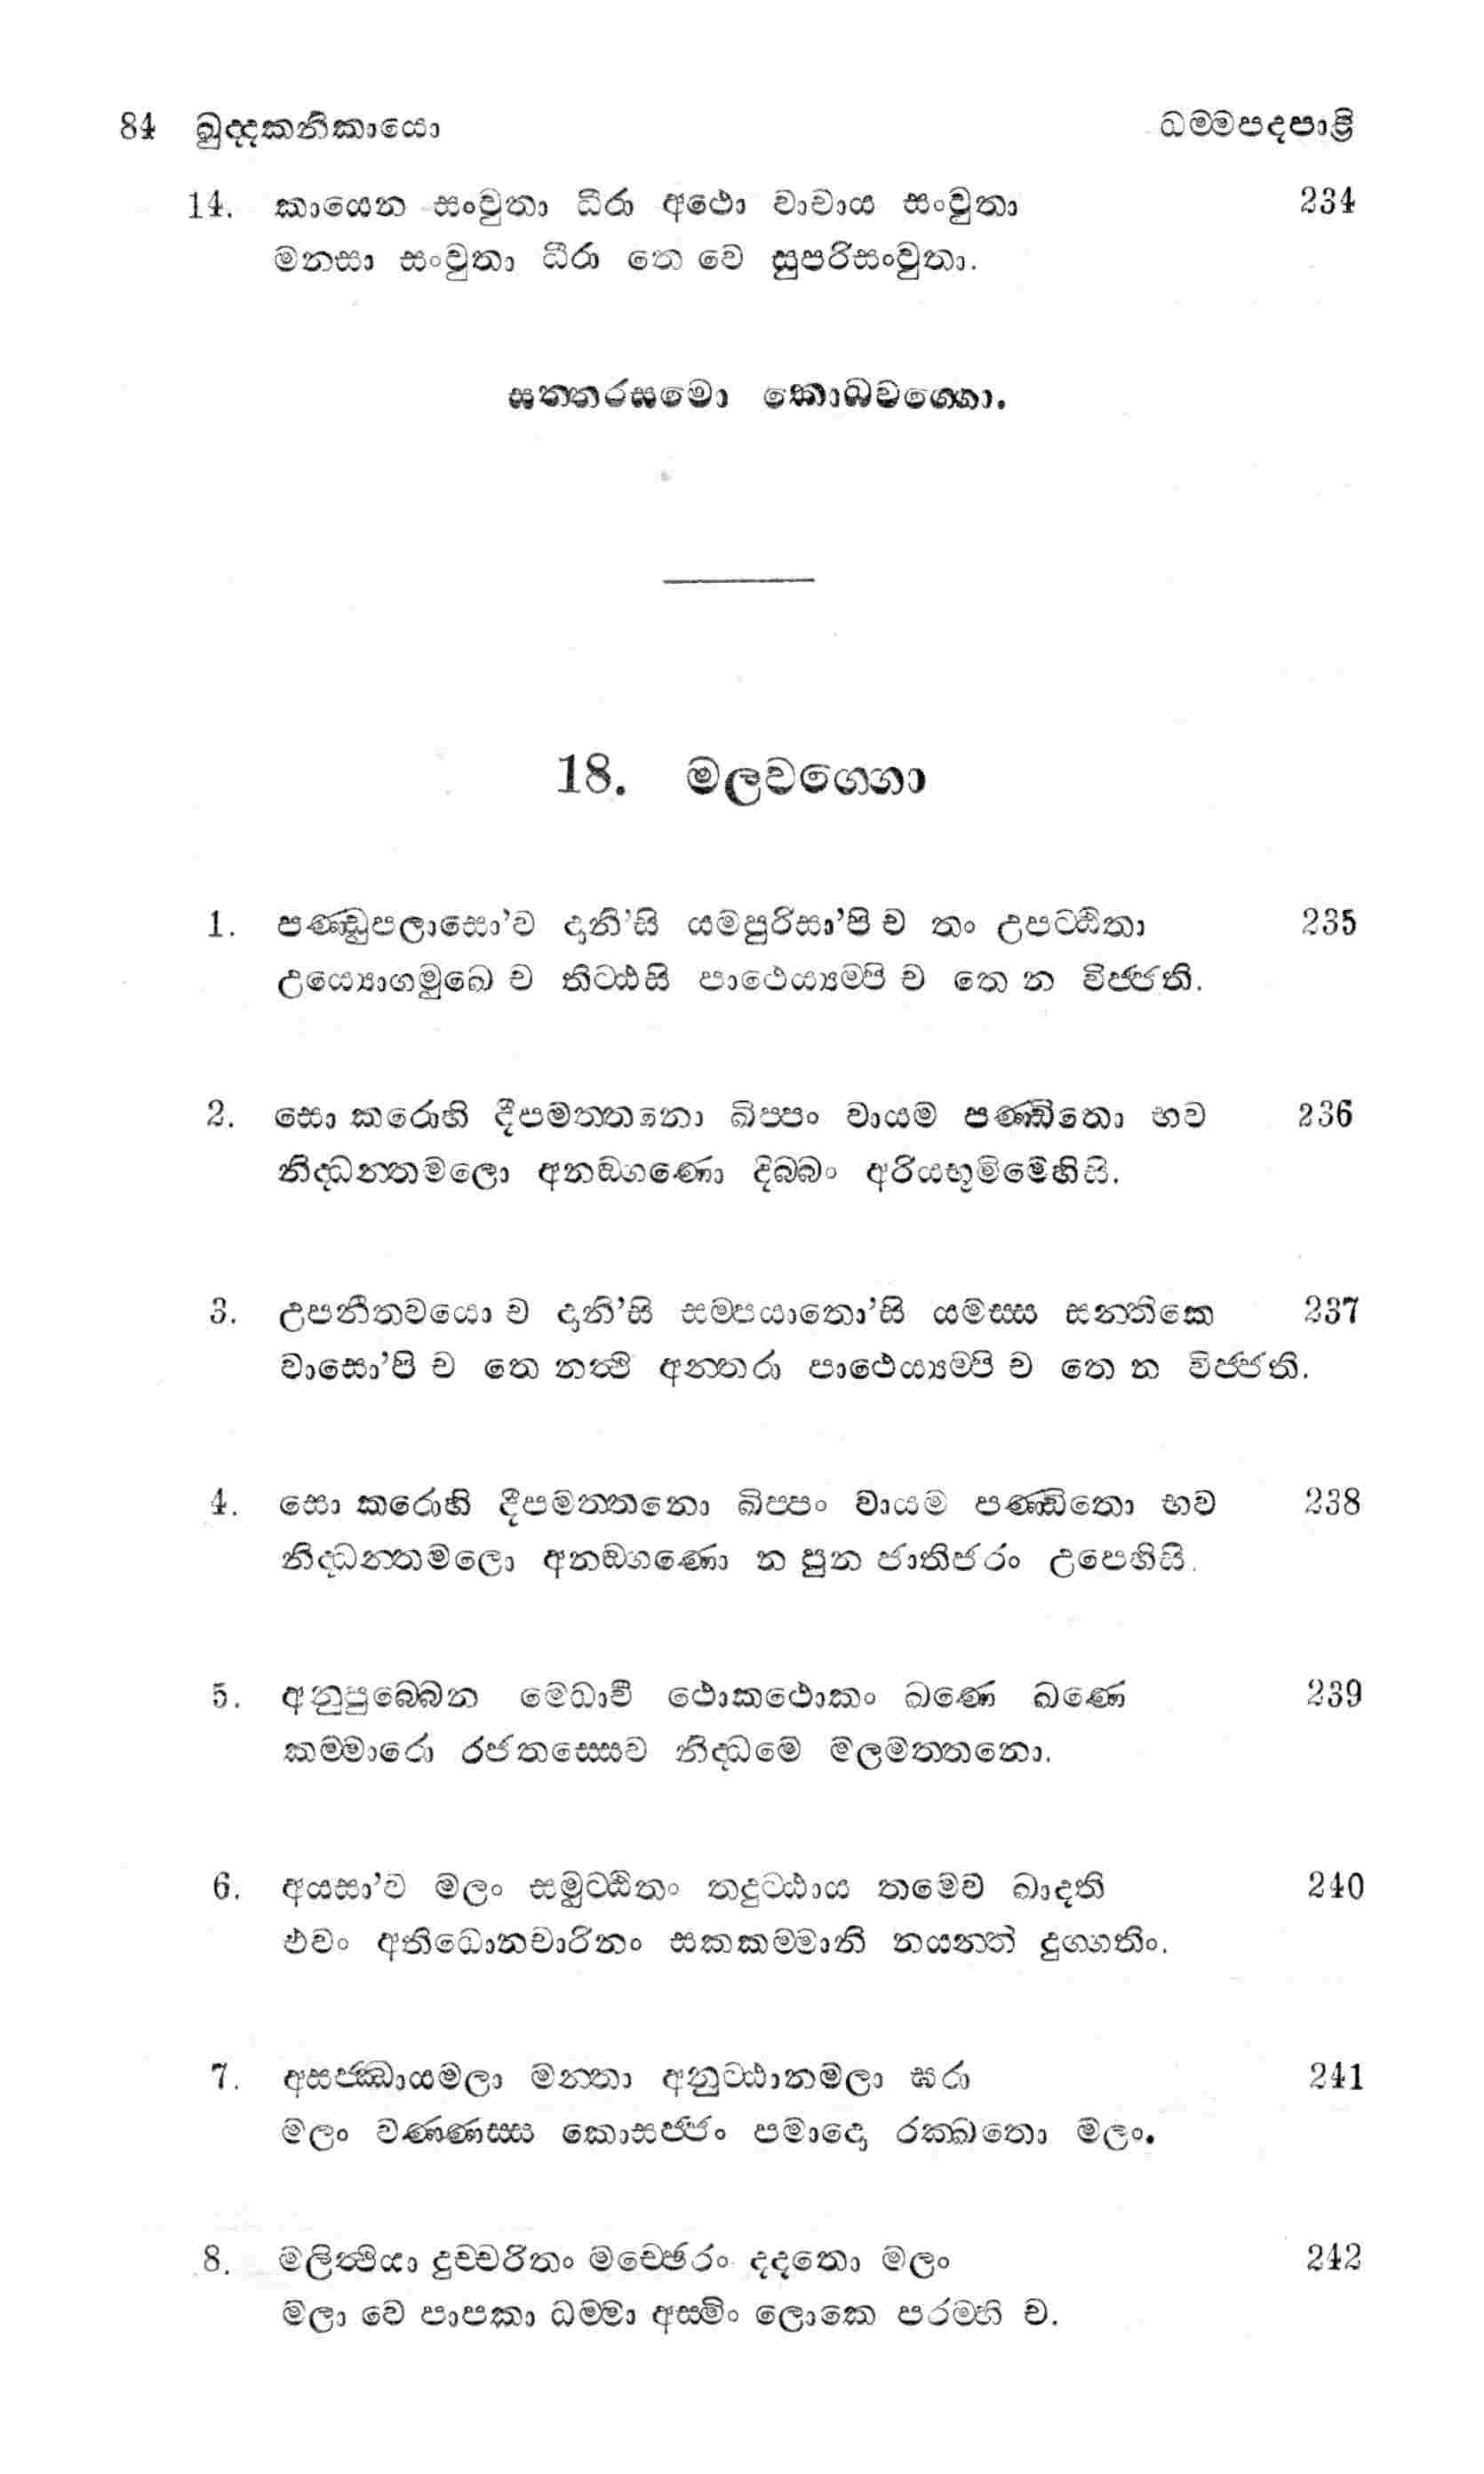 84 ඛුද්දකනිකායො ධම්මපදපාළි
14. කායෙන සංවුතා ධීරා අථො වාචාය සංවුතා 234
මනසා සංවුතා ධීරා තෙ වෙ සුපරිසංවුතා.
සත්තරසමො කොධවග්ගො.
18. මලවග්ගො
1. පණ්ඩුපලාසො’ව දානි’සි යමපුරිසා’පි ච තං උපට්ඨිතා 235
උය්‍යොගමුඛෙ ච තිට්ඨසි පාථෙය්‍යම්පි ච තෙ න විජ්ජති.
2. සො කරොහි දීපමත්තනො ඛිප්පං වායම පණ්ඩිතො භව 236
නිද්ධන්තමලො අනඞ්ගණො දිබ්බං අරියභූමිමෙහිසි.
3. උපනීතවයො ච දානි’සි සම්පයාතො’සි යමස්ස සන්තිකෙ 237
වාසො’පි ච තෙ නත්ථි අන්තරා පාථෙය්‍යම්පි ච තෙ න විජ්ජති.
4. සො කරොහි දීපමත්තනො ඛිප්පං වායම පණ්ඩිතො භව 238
නිද්ධන්තමලො අනඞ්ගණො න පුන ජාතිජරං උපෙහිසි.
5. අනුපුබ්බෙන මෙධාවී ථොකථොකං ඛණෙ ඛණෙ 239
කම්මාරො රජතස්සෙව නිද්ධමෙ මලමත්තනො.
6. අයසා’ව මලං සමුට්ඨිතං තදුට්ඨාය තමෙව ඛාදති 240
එවං අතිධොනචාරිනං සකකම්මානි නයන්ති දුග්ගතිං.
7. අසජ්ඣායමලා මන්තා අනුට්ඨානමලා ඝරා 241
මලං වණ්ණස්ස කොසජ්ජං පමාදො රක්ඛතො මලං.
8. මලිත්ථියා දුච්චරිතං මච්ඡෙරං දදතො මලං 242
මලා වෙ පාපකා ධම්මා අස්මිං ලොකෙ පරම්හි ච.